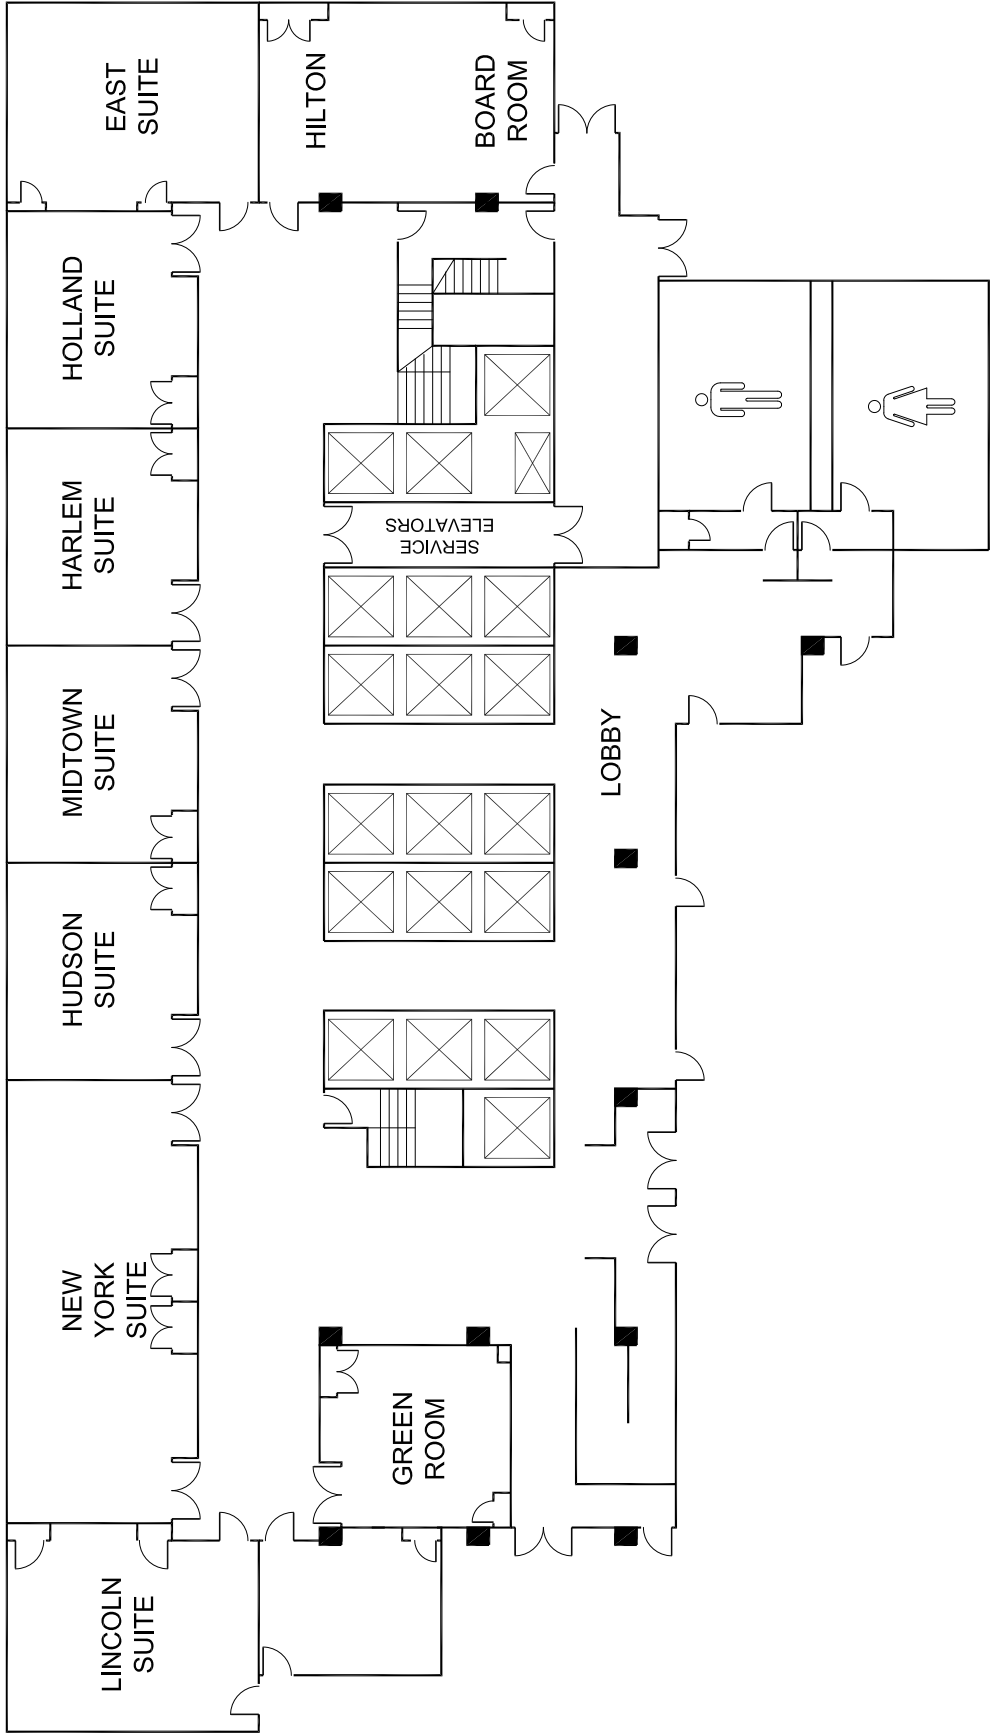 EAST
SUITE
HILTON
BOARD
ROOM
HOLLAND
SUITE
HARLEM
SUITE
SERVICE
ELEVATORS
MIDTOWN
SUITE
LOBBY
HUDSON
SUITE
NEW
YORK
SUITE
GREEN
ROOM
LINCOLN
SUITE